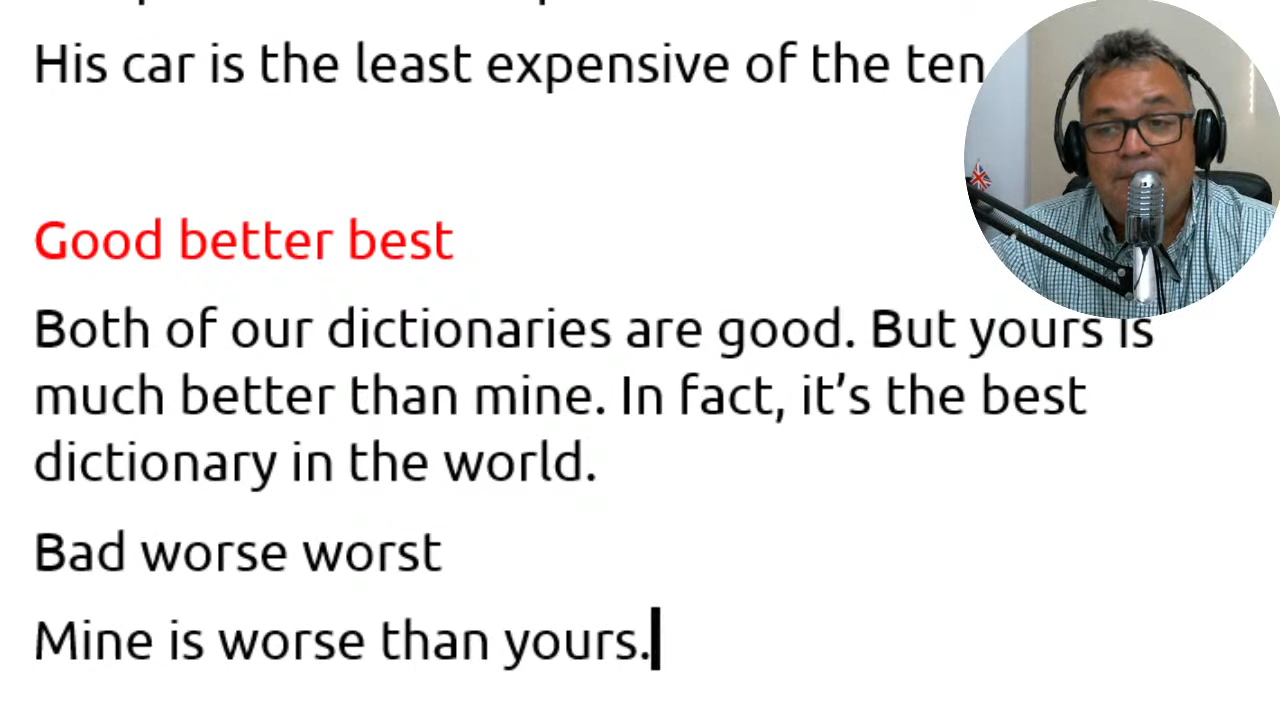 His car is the least expensive of the ten
Good better best
Both of our dictionaries are good. But yours is
much better than mine. In fact, it’s the best
dictionary in the world.
Bad worse worst
Mine is worse than yours.